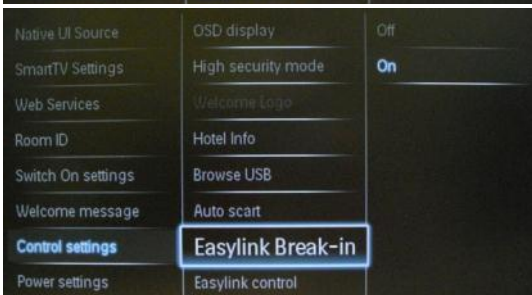 Native UI Source
SmartTV Settings
Web Services
Room ID
Switch On settings
Welcome message
Control settings
Power settings
OSD display
High security mode
Welcome Logo
Hotel Info
Browse USB
Auto scart
Easylink Break-in
Easylink control
Off
On